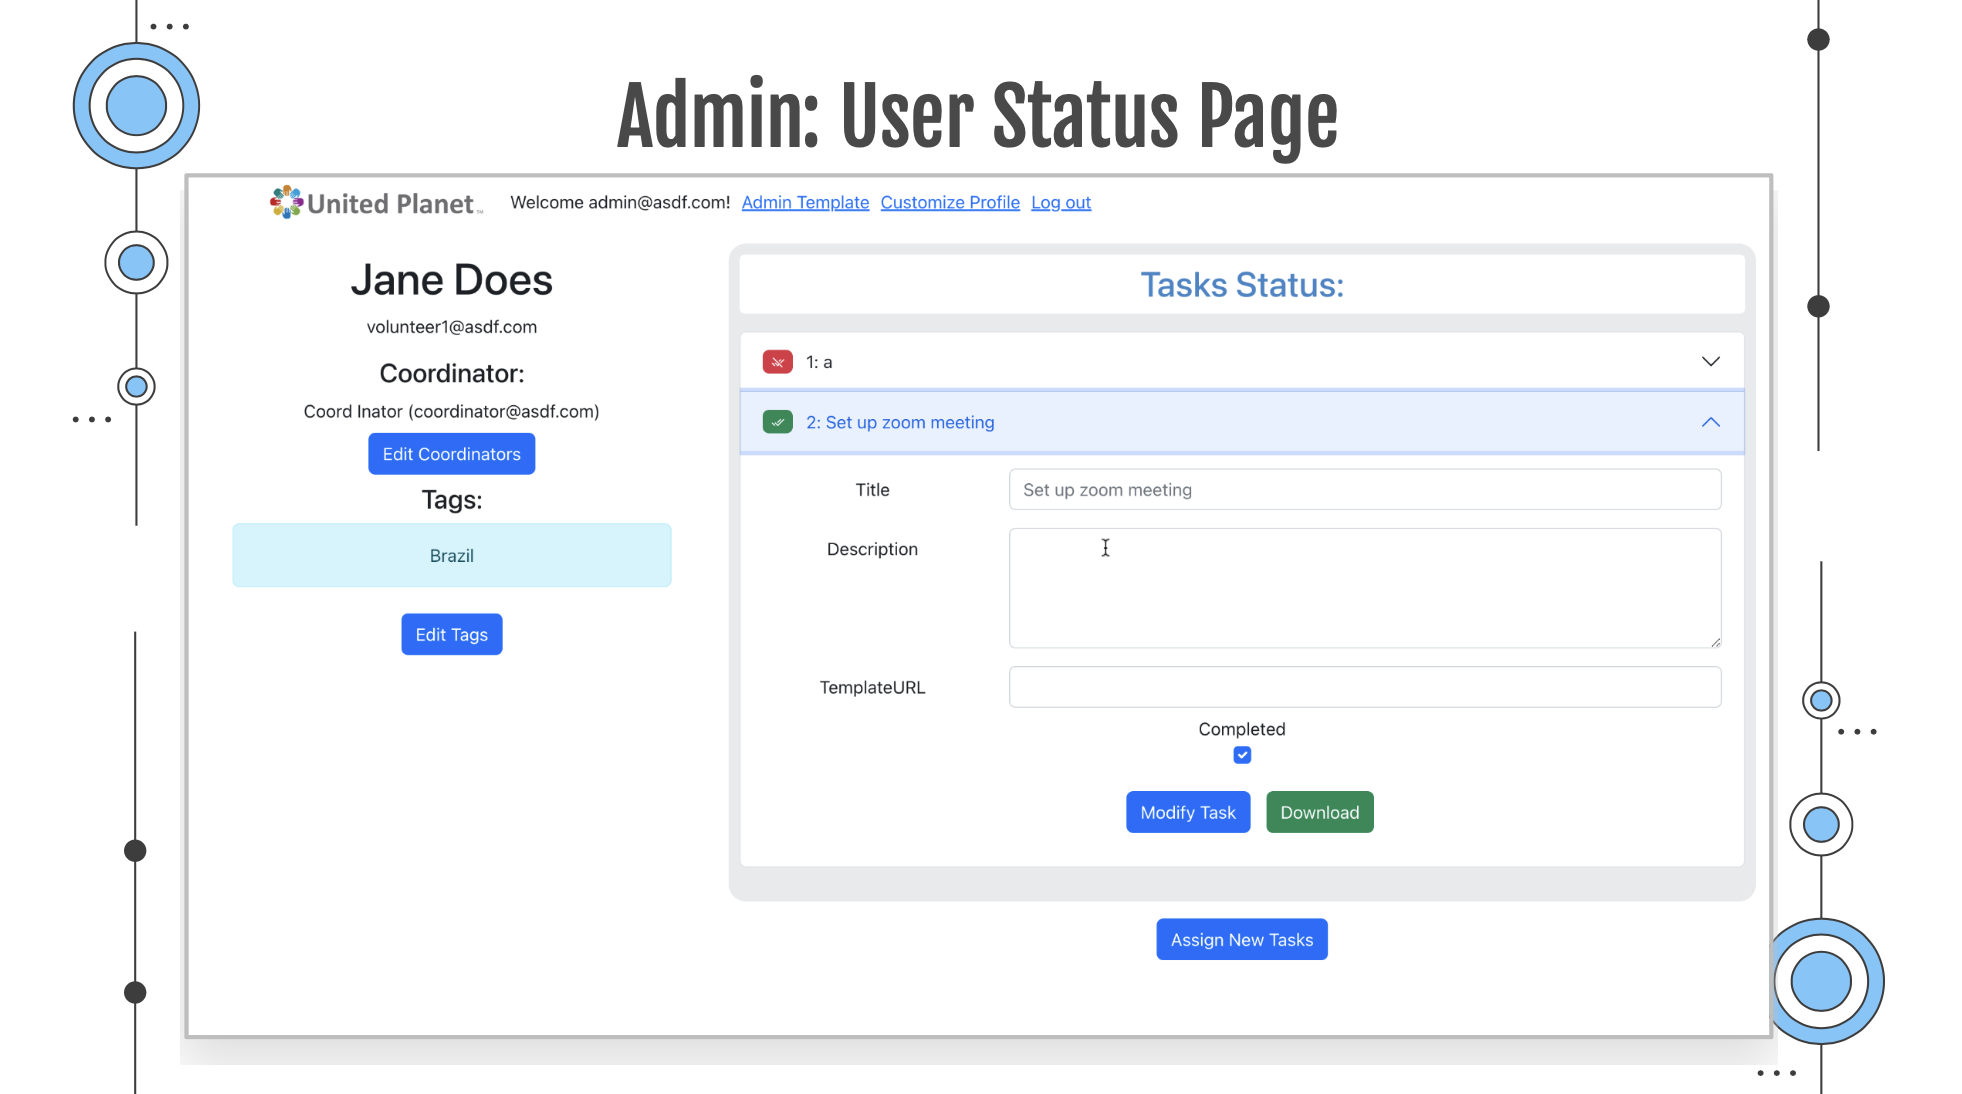 Admin: User Status Page
United Planet™ Welcome admin@asdf.com! Admin Template Customize Profile Log out
Jane Does
volunteer1@asdf.com
Coordinator:
Coord Inator (coordinator@asdf.com)
Edit Coordinators
Tags:
Brazil
Edit Tags
Tasks Status:
1: a
2: Set up zoom meeting
Title Set up zoom meeting
Description
TemplateURL
Completed
Modify Task Download
Assign New Tasks